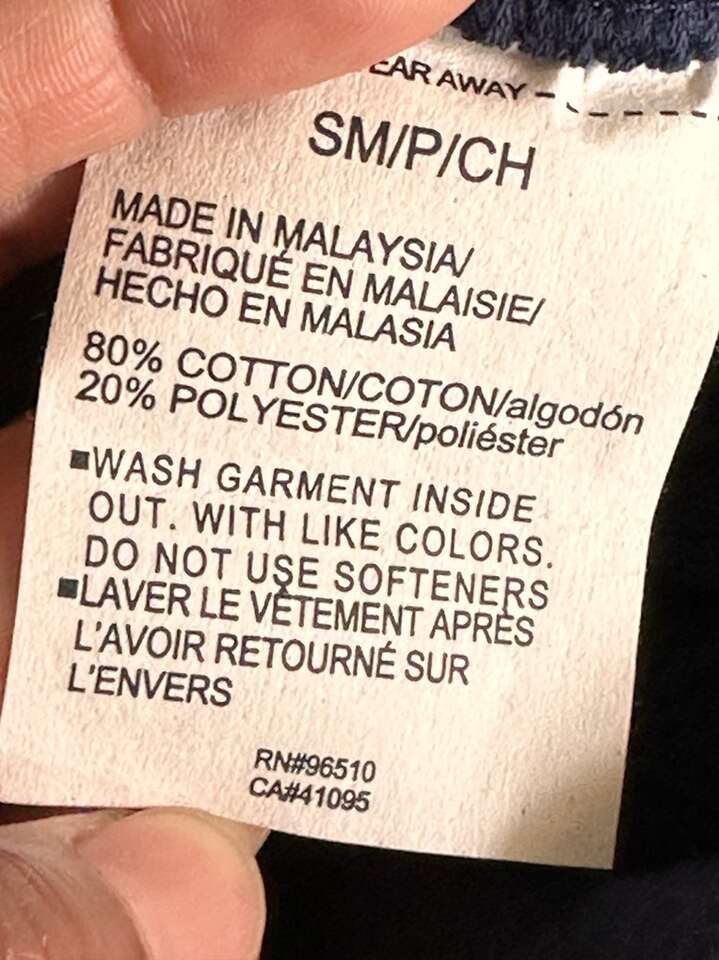 EAR AWAY
SM/P/CH
MADE IN MALAYSIA/
FABRIQUÉ EN MALAISIE/
HECHO EN MALASIA
80% COTTON/COTON/algodón
20% POLYESTER/poliéster
▪WASH GARMENT INSIDE
OUT. WITH LIKE COLORS.
DO NOT USE SOFTENERS
▪LAVER LE VÊTEMENT APRÈS
L'AVOIR RETOURNÉ SUR
L'ENVERS
RN#96510
CA#41095